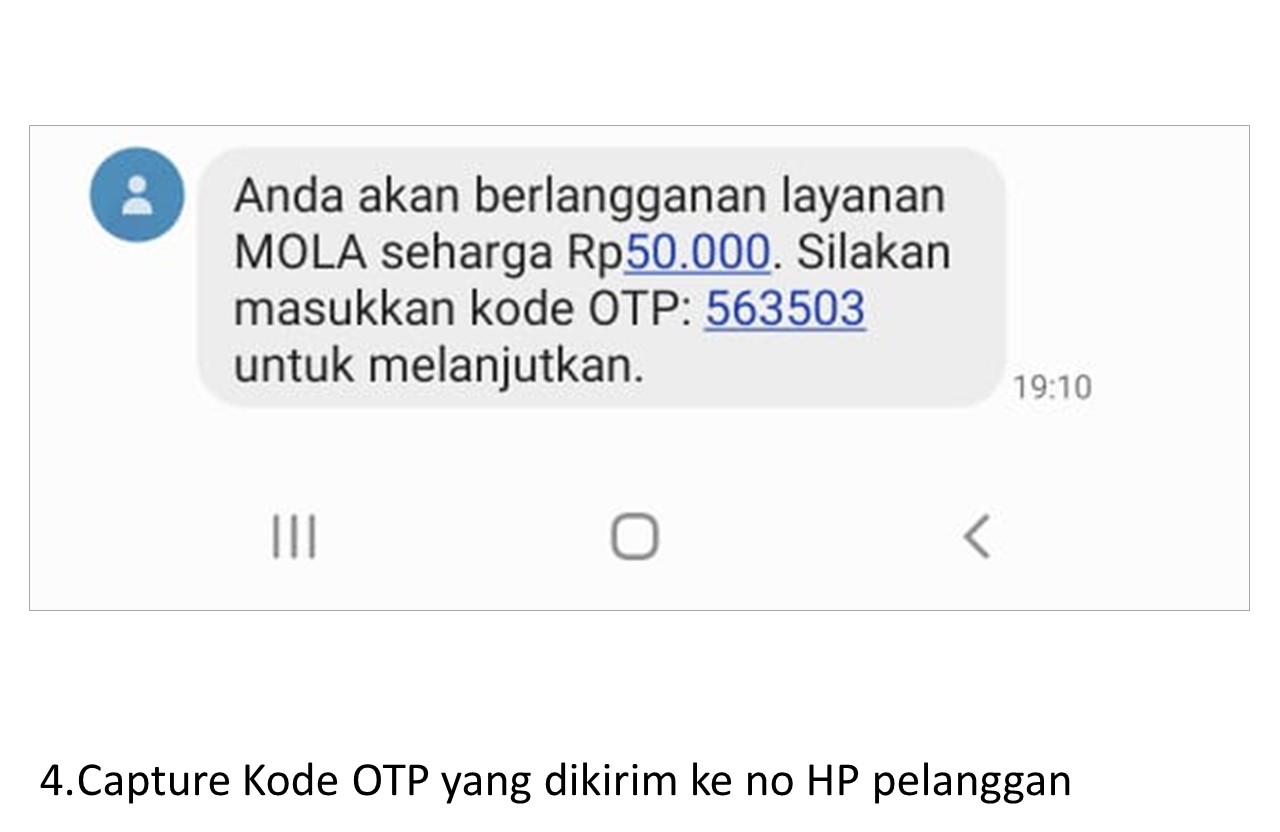 Anda akan berlangganan layanan
MOLA seharga Rp50.000. Silakan
masukkan kode OTP: 563503
untuk melanjutkan.
19:10
4.Capture Kode OTP yang dikirim ke no HP pelanggan